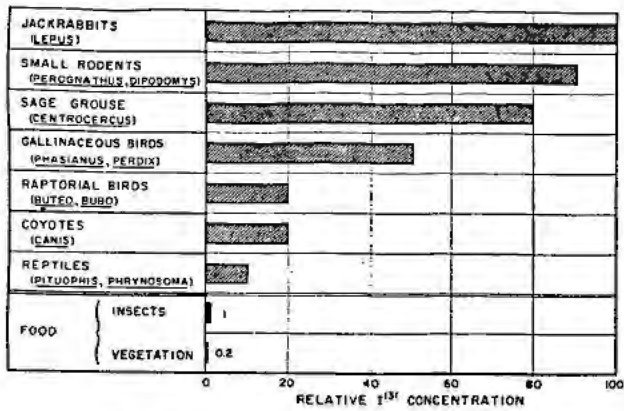 JACKRABBITS
(LEPUS)
SMALL RODENTS
(PEROGNATHUS, DIPODOMYS)
SAGE GROUSE
(CENTROCERCUS)
GALLINACEOUS BIRDS
(PHASIANUS, PERDIX)
RAPTORIAL BIRDS
(BUTEO, BUBO)
COYOTES
(CANIS)
REPTILES
(PITUOPHIS, PHRYNOSOMA)
FOOD
INSECTS 1
VEGETATION 0.2
0 20 40 60 80 100
RELATIVE I¹³¹ CONCENTRATION